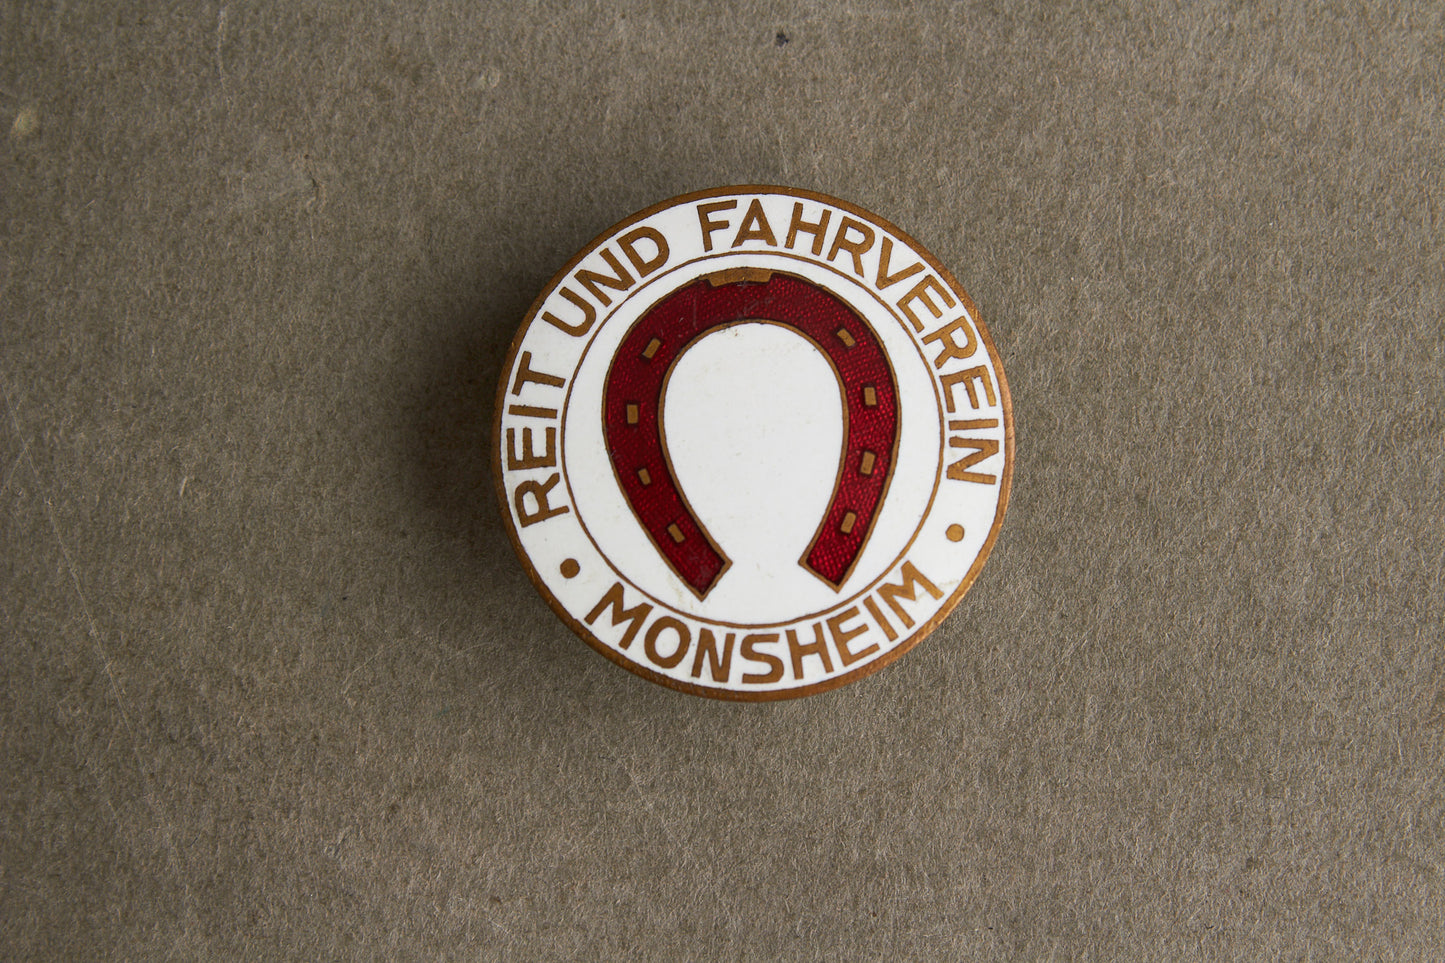 REIT UND FAHRVEREIN
• MONSHEIM •